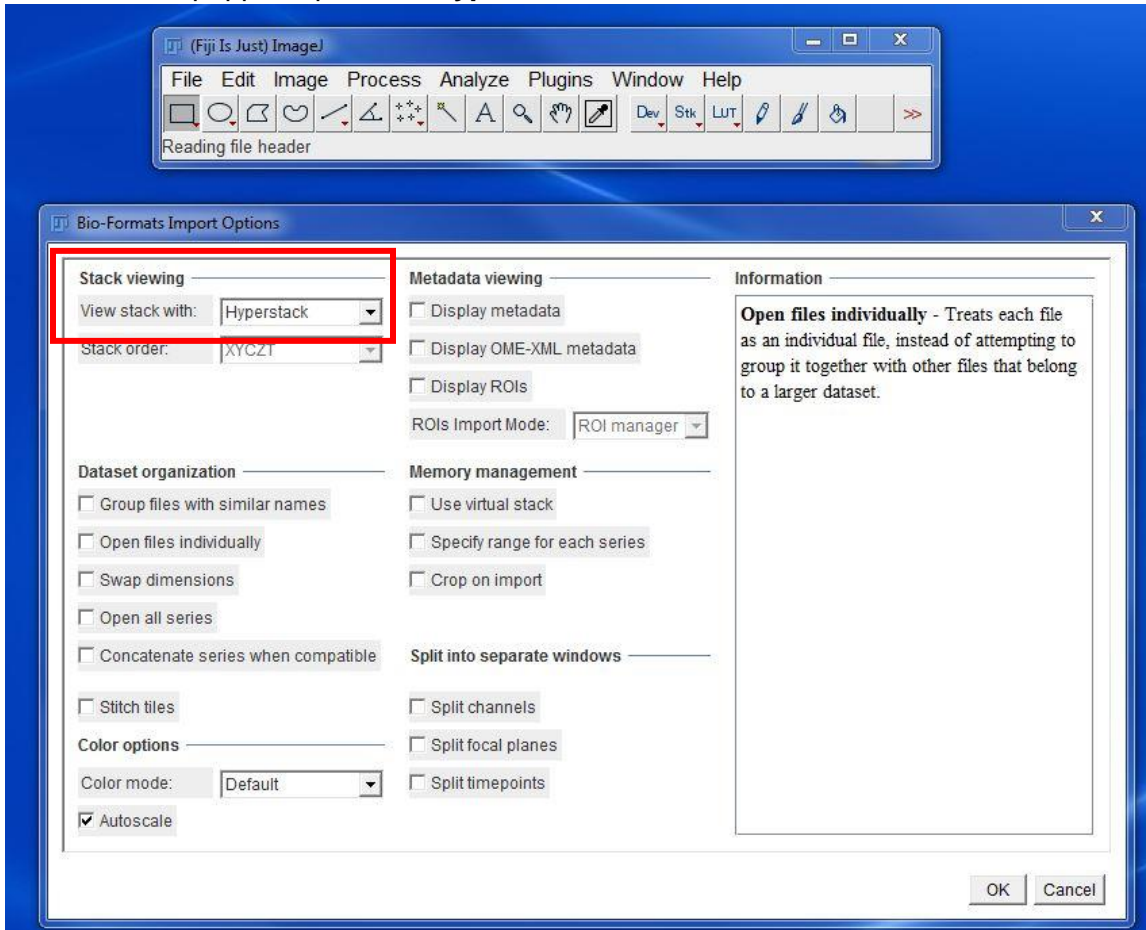 (Fiji Is Just) ImageJ
File Edit Image Process Analyze Plugins Window Help
A Dev Stk LUT >>
Reading file header
Bio-Formats Import Options
Stack viewing
View stack with: Hyperstack
Stack order: XYCZT
Metadata viewing
Display metadata
Display OME-XML metadata
Display ROIs
ROIs Import Mode: ROI manager
Information
Open files individually - Treats each file
as an individual file, instead of attempting to
group it together with other files that belong
to a larger dataset.
Dataset organization
Group files with similar names
Open files individually
Swap dimensions
Open all series
Concatenate series when compatible
Stitch tiles
Memory management
Use virtual stack
Specify range for each series
Crop on import
Split into separate windows
Split channels
Split focal planes
Split timepoints
Color options
Color mode: Default
Autoscale
OK Cancel